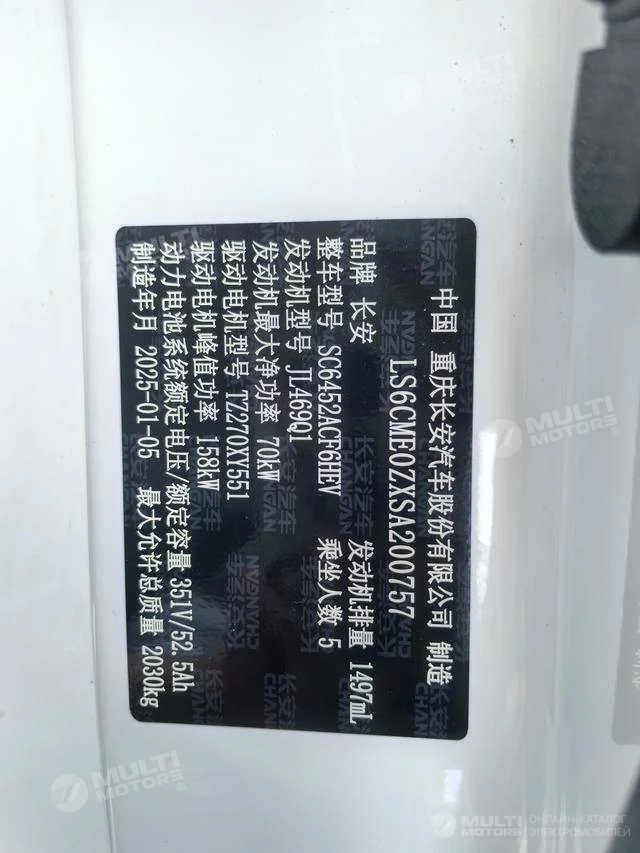 中国 重庆长安汽车股份有限公司 制造
LS6CME0ZXSA200757
品牌 长安 发动机排量 1497mL
整车型号 SC6452ACF6HEV 乘坐人数 5
发动机型号 JL469Q1
发动机最大净功率 70kW
驱动电机型号 TZ270XY551
驱动电机峰值功率 158kW
动力电池系统额定电压/额定容量 351V/52.5Ah
制造年月 2025-01-05 最大允许总质量 2030kg
长安汽车
CHANGAN
MULTI
MOTORS
ОНЛАЙН-КАТАЛОГ
ЭЛЕКТРОМОБИЛЕЙ